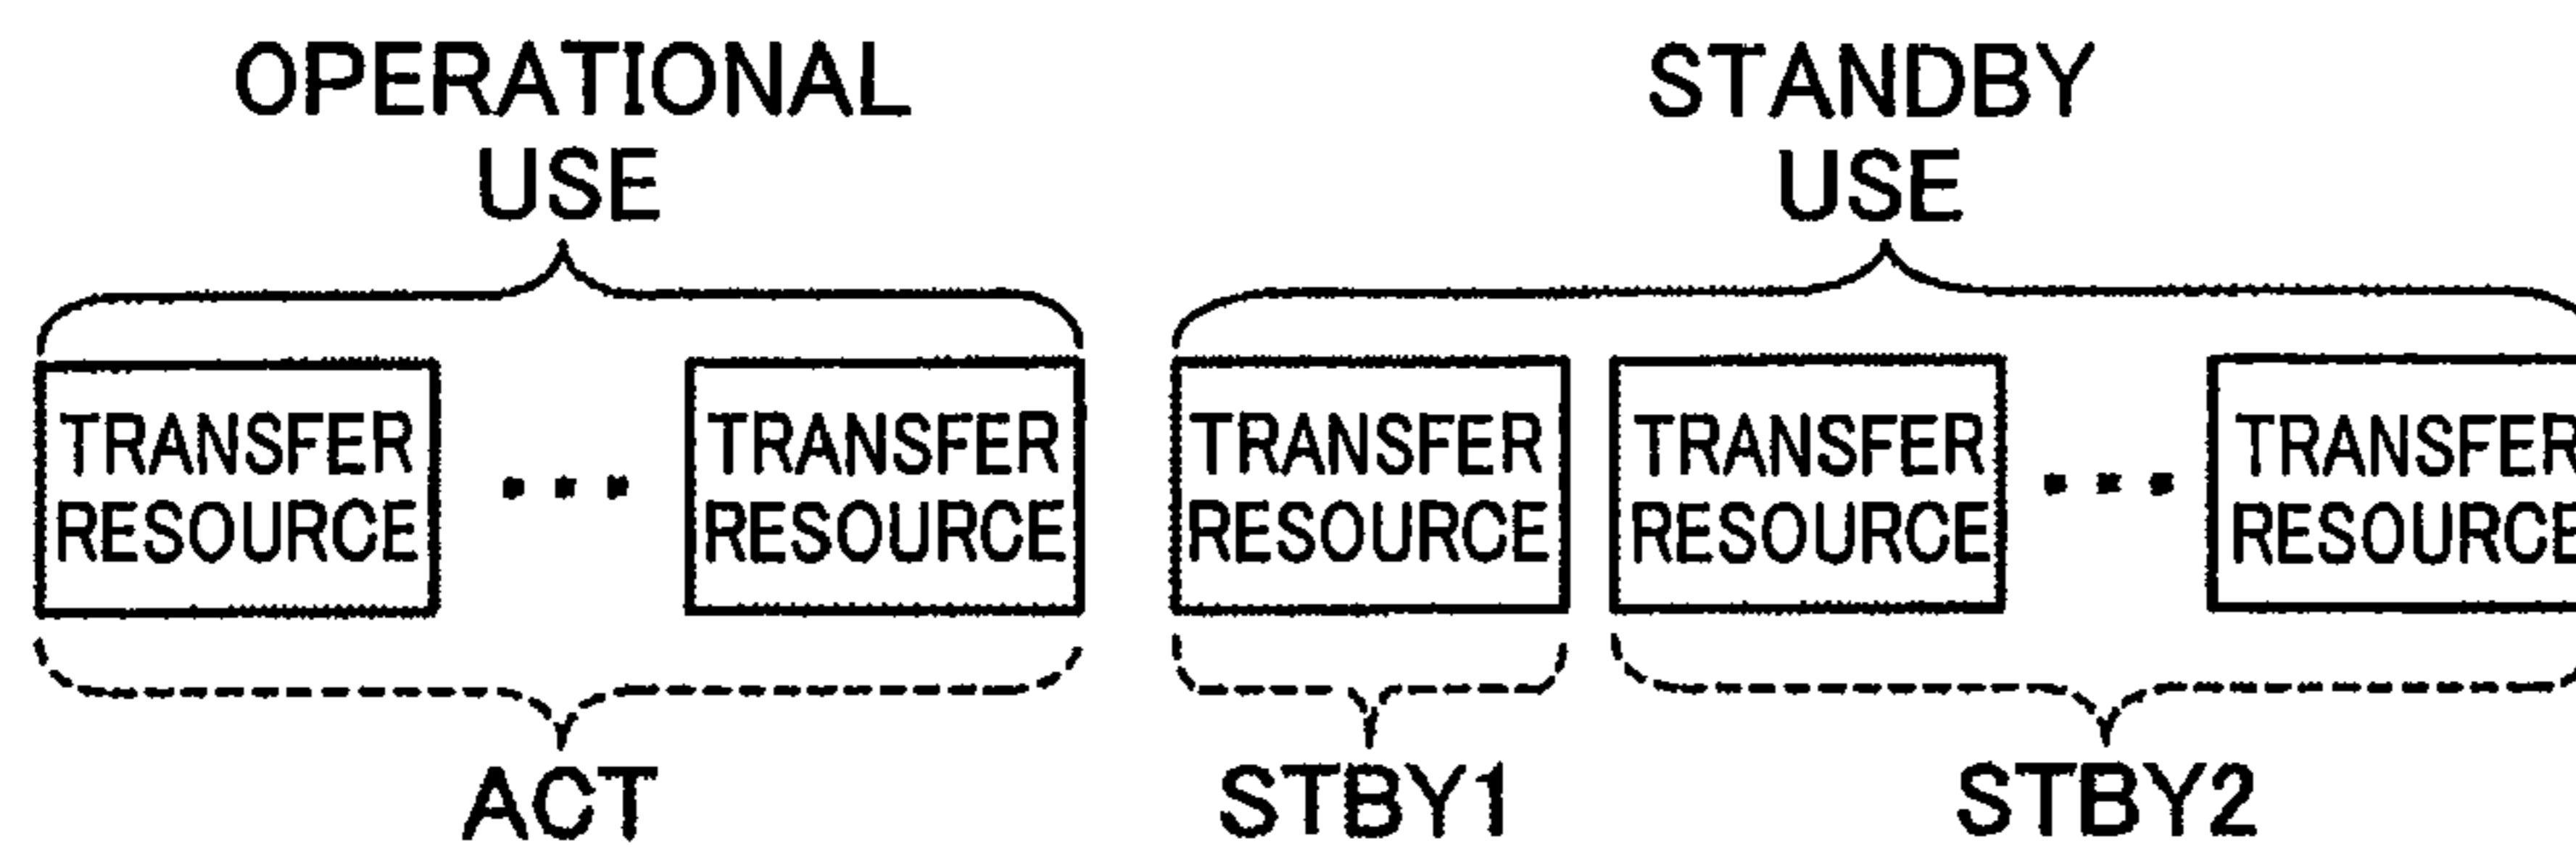 OPERATIONAL
USE
STANDBY
USE
TRANSFER
RESOURCE
...
TRANSFER
RESOURCE
TRANSFER
RESOURCE
TRANSFER
RESOURCE
...
TRANSFER
RESOURCE
ACT
STBY1
STBY2